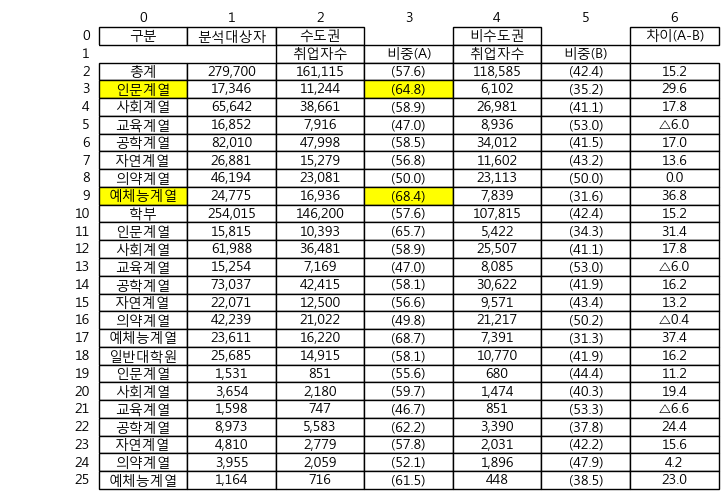 0 1 2 3 4 5 6
0 구분 분석대상자 수도권 비수도권 차이(A-B)
1 취업자수 비중(A) 취업자수 비중(B)
2 총계 279,700 161,115 (57.6) 118,585 (42.4) 15.2
3 인문계열 17,346 11,244 (64.8) 6,102 (35.2) 29.6
4 사회계열 65,642 38,661 (58.9) 26,981 (41.1) 17.8
5 교육계열 16,852 7,916 (47.0) 8,936 (53.0) △6.0
6 공학계열 82,010 47,998 (58.5) 34,012 (41.5) 17.0
7 자연계열 26,881 15,279 (56.8) 11,602 (43.2) 13.6
8 의약계열 46,194 23,081 (50.0) 23,113 (50.0) 0.0
9 예체능계열 24,775 16,936 (68.4) 7,839 (31.6) 36.8
10 학부 254,015 146,200 (57.6) 107,815 (42.4) 15.2
11 인문계열 15,815 10,393 (65.7) 5,422 (34.3) 31.4
12 사회계열 61,988 36,481 (58.9) 25,507 (41.1) 17.8
13 교육계열 15,254 7,169 (47.0) 8,085 (53.0) △6.0
14 공학계열 73,037 42,415 (58.1) 30,622 (41.9) 16.2
15 자연계열 22,071 12,500 (56.6) 9,571 (43.4) 13.2
16 의약계열 42,239 21,022 (49.8) 21,217 (50.2) △0.4
17 예체능계열 23,611 16,220 (68.7) 7,391 (31.3) 37.4
18 일반대학원 25,685 14,915 (58.1) 10,770 (41.9) 16.2
19 인문계열 1,531 851 (55.6) 680 (44.4) 11.2
20 사회계열 3,654 2,180 (59.7) 1,474 (40.3) 19.4
21 교육계열 1,598 747 (46.7) 851 (53.3) △6.6
22 공학계열 8,973 5,583 (62.2) 3,390 (37.8) 24.4
23 자연계열 4,810 2,779 (57.8) 2,031 (42.2) 15.6
24 의약계열 3,955 2,059 (52.1) 1,896 (47.9) 4.2
25 예체능계열 1,164 716 (61.5) 448 (38.5) 23.0